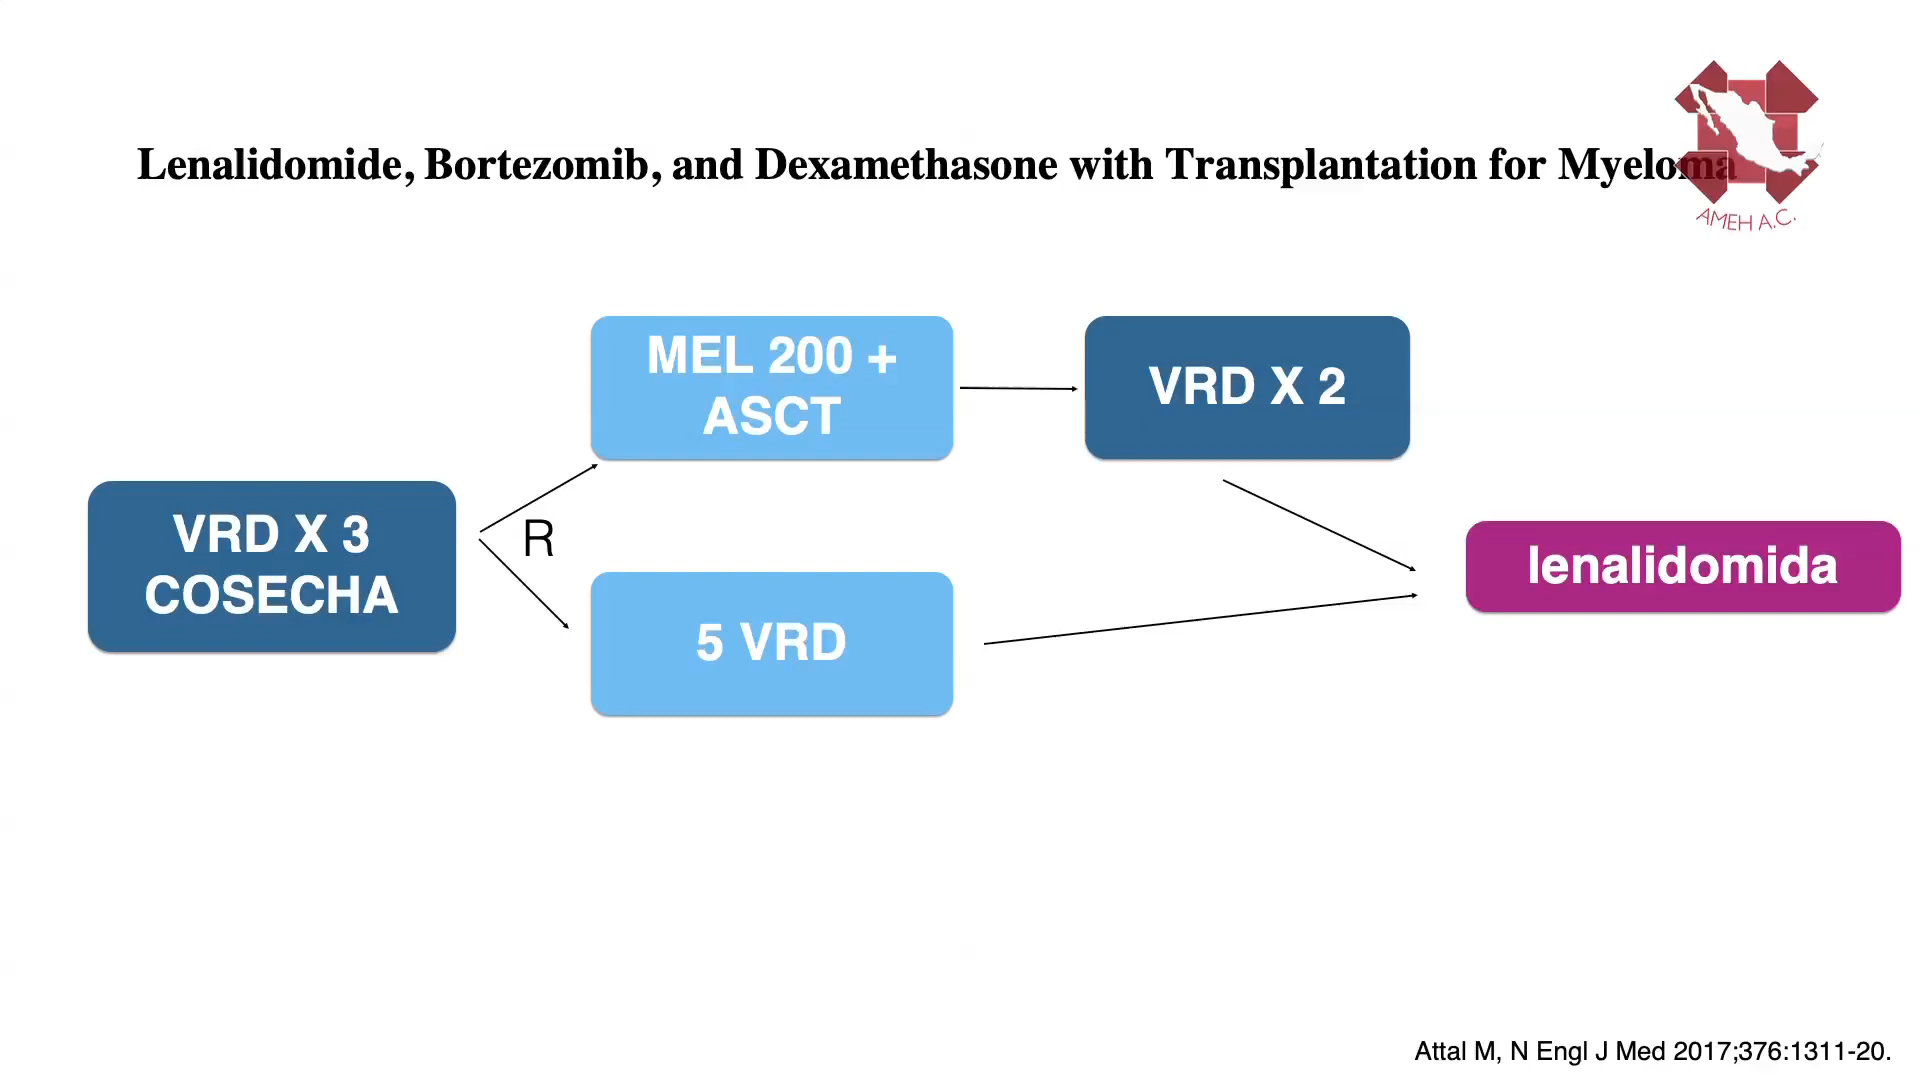 Lenalidomide, Bortezomib, and Dexamethasone with Transplantation for Myeloma
AMEH A.C.
MEL 200 +
ASCT
VRD X 2
VRD X 3
COSECHA
R
5 VRD
lenalidomida
Attal M, N Engl J Med 2017;376:1311-20.